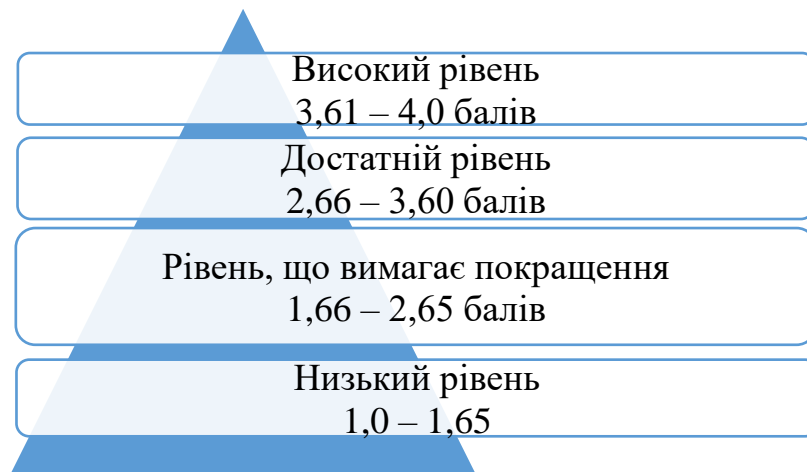 Високий рівень
3,61 – 4,0 балів
Достатній рівень
2,66 – 3,60 балів
Рівень, що вимагає покращення
1,66 – 2,65 балів
Низький рівень
1,0 – 1,65